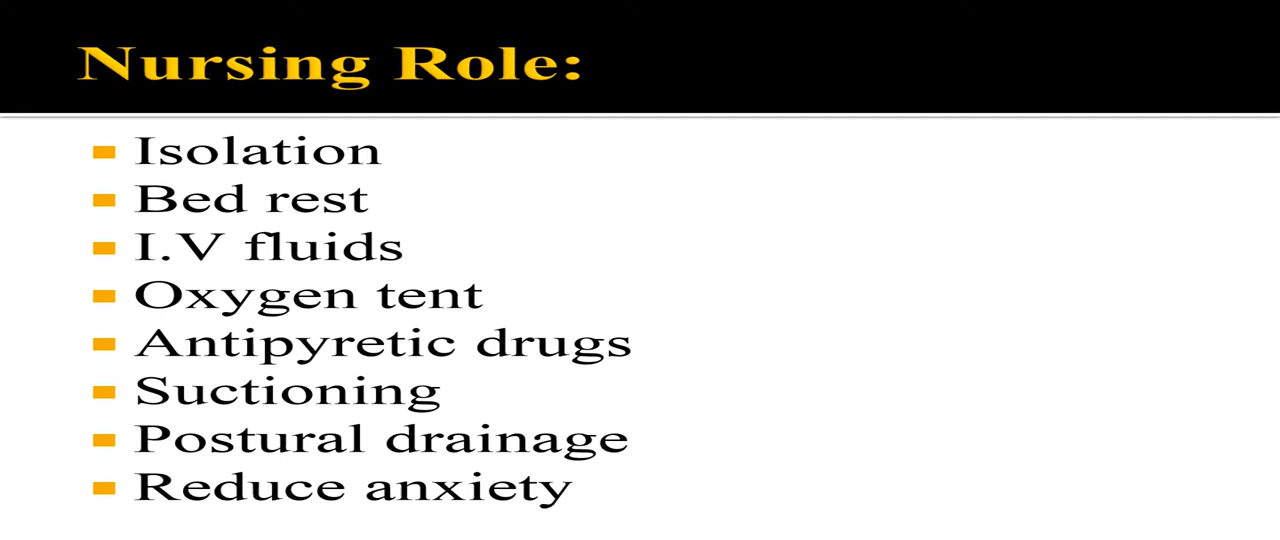 Nursing Role:
Isolation
Bed rest
I.V fluids
Oxygen tent
Antipyretic drugs
Suctioning
Postural drainage
Reduce anxiety